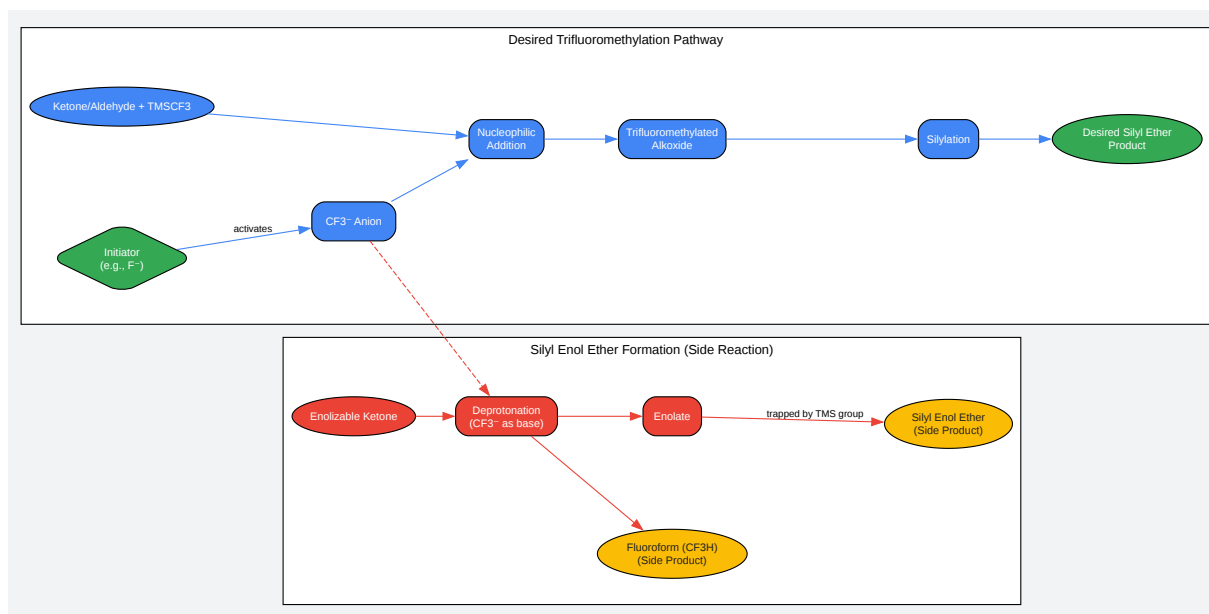 Desired Trifluoromethylation Pathway
Ketone/Aldehyde + TMSCF3
Nucleophilic
Addition
Trifluoromethylated
Alkoxide
Silylation
Desired Silyl Ether
Product
CF3⁻ Anion
activates
Initiator
(e.g., F⁻)
Silyl Enol Ether Formation (Side Reaction)
Enolizable Ketone
Deprotonation
(CF3⁻ as base)
Enolate
trapped by TMS group
Silyl Enol Ether
(Side Product)
Fluoroform (CF3H)
(Side Product)